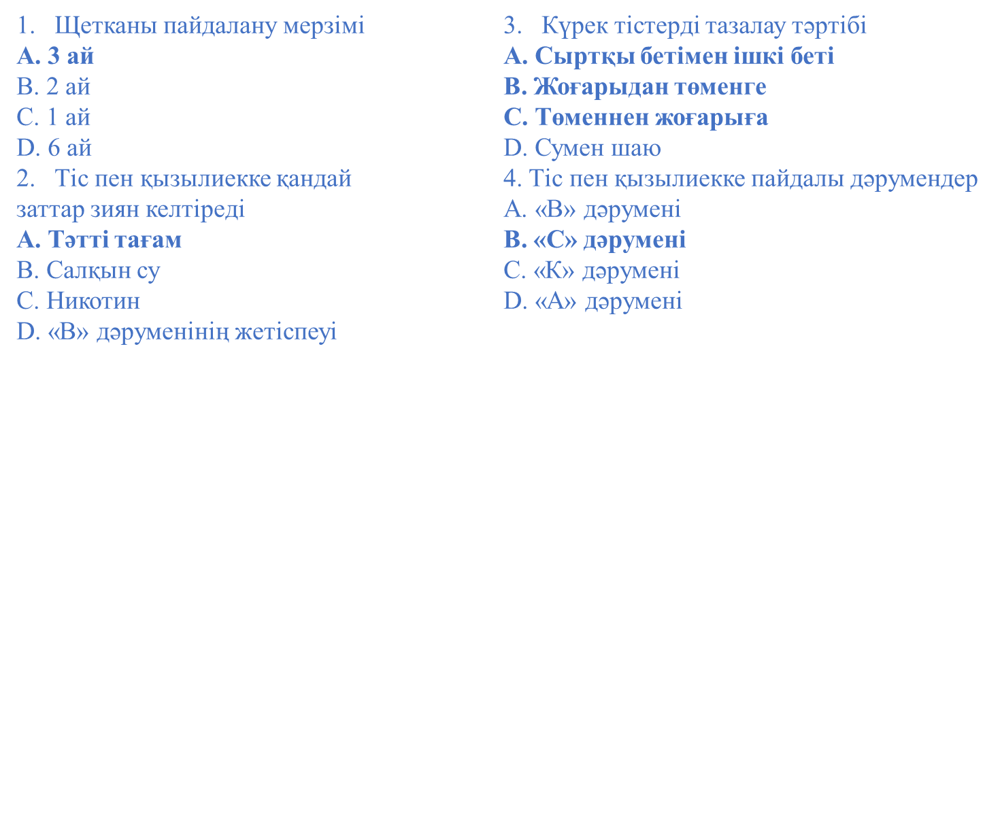 1. Щетканы пайдалану мерзімі
A. 3 ай
B. 2 ай
C. 1 ай
D. 6 ай
2. Тіс пен қызылиекке қандай
заттар зиян келтіреді
A. Тәтті тағам
B. Салқын су
C. Никотин
D. «В» дәруменінің жетіспеуі
3. Күрек тістерді тазалау тәртібі
A. Сыртқы бетімен ішкі беті
B. Жоғарыдан төменге
C. Төменнен жоғарыға
D. Сумен шаю
4. Тіс пен қызылиекке пайдалы дәрумендер
A. «В» дәрумені
B. «С» дәрумені
C. «К» дәрумені
D. «А» дәрумені